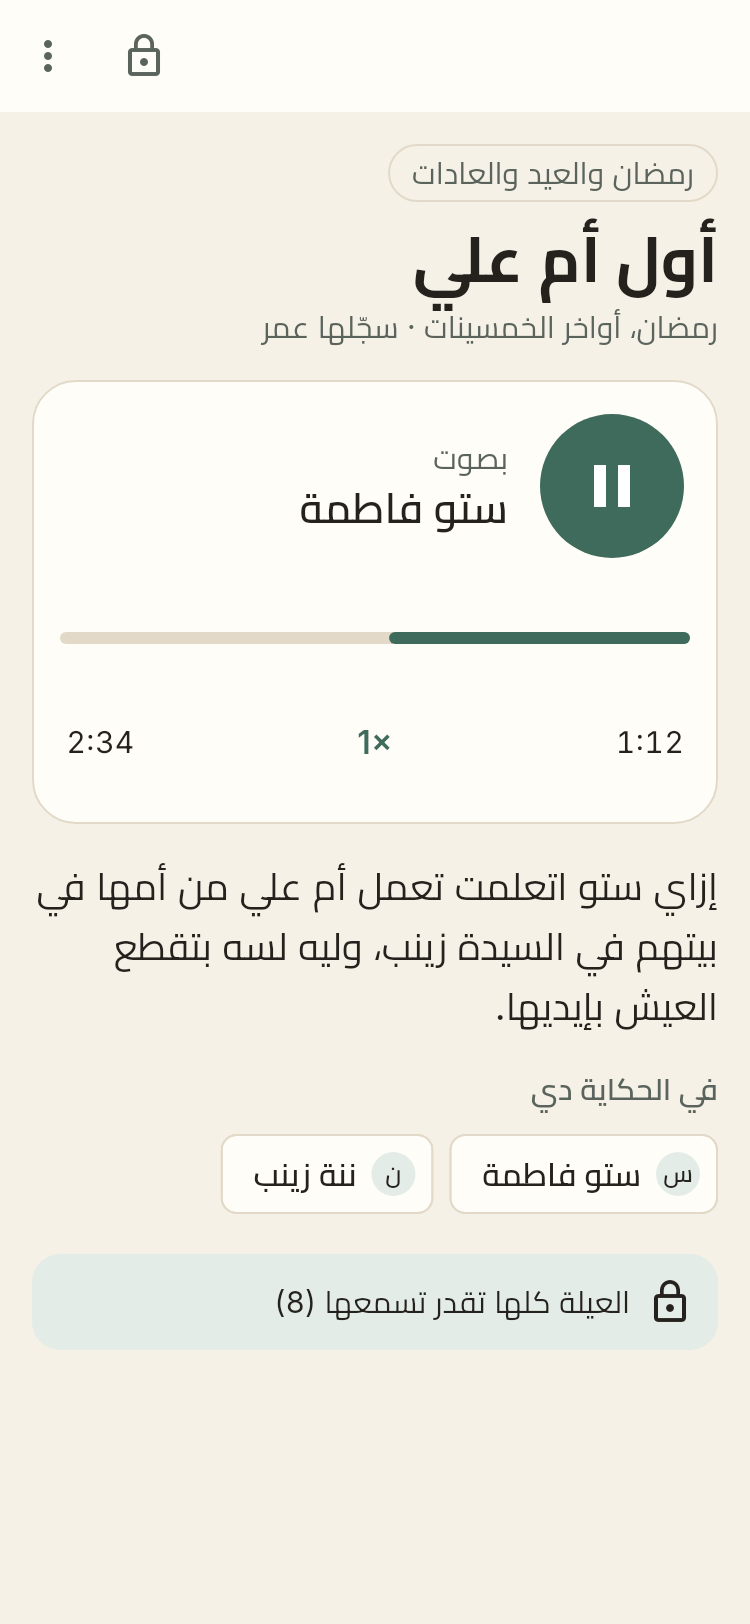 رمضان والعيد والعادات
أول أم علي
رمضان، أواخر الخمسينات · سجّلها عمر
بصوت
ستو فاطمة
1:12
1×
2:34
إزاي ستو اتعلمت تعمل أم علي من أمها في
بيتهم في السيدة زينب، وليه لسه بتقطع
العيش بإيديها.
في الحكاية دي
س ستو فاطمة
ن ننة زينب
العيلة كلها تقدر تسمعها (8)